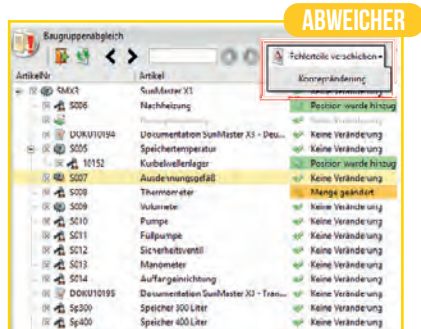 ABWEICHER
Baugruppenabgleich
Fehlerteile verschieben
Konzepänderung
ArtikelNr Artikel
SMX3 SunMaster X3
S006 Nachheizung Position wurde hinzug
DOKU10194 Documentation SunMaster X3 - Deu... Keine Veränderung
S005 Speichertemperatur Keine Veränderung
10152 Kurbelwellenlager Position wurde hinzug
S007 Ausdehnungsgefäß Keine Veränderung
S008 Thermometer Menge geändert
S009 Volumete Keine Veränderung
S010 Pumpe Keine Veränderung
S011 Füllpumpe Keine Veränderung
S012 Sicherheitsventil Keine Veränderung
S013 Manometer Keine Veränderung
S014 Auffangeinrichtung Keine Veränderung
DOKU10195 Documentation SunMaster X3 - Tran... Keine Veränderung
Sp300 Speicher 300 Liter Keine Veränderung
Sp400 Speicher 400 Liter Keine Veränderung